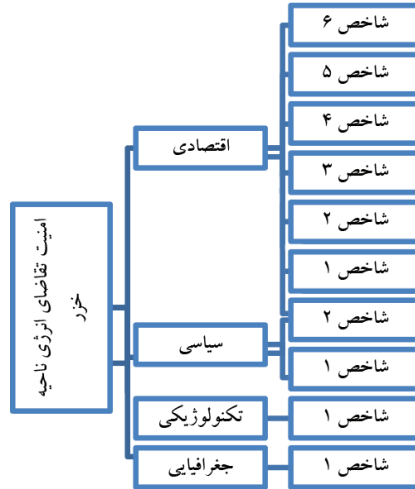 شاخص ۶
شاخص ۵
شاخص ۴
شاخص ۳
شاخص ۲
شاخص ۱
شاخص ۲
شاخص ۱
شاخص ۱
شاخص ۱
اقتصادی
سیاسی
تکنولوژیکی
جغرافیایی
امنیت تقاضای انرژی ناحیه
خزر